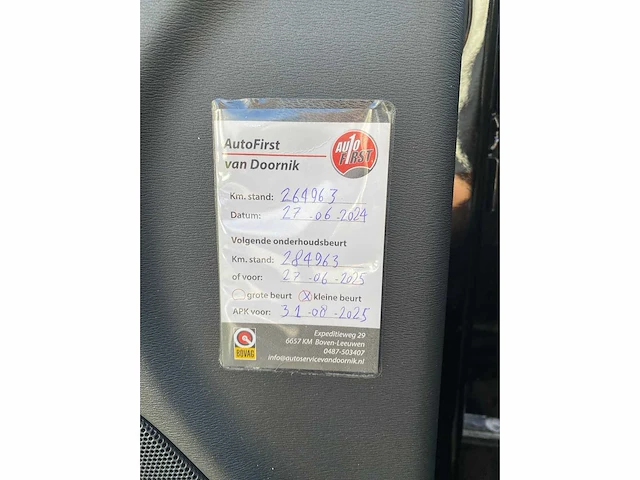 AutoFirst
van Doornik
AUTO
FIRST
Km. stand: 264963
Datum: 27-06-2024
Volgende onderhoudsbeurt
Km. stand: 284963
of voor: 27-06-2025
grote beurt X kleine beurt
APK voor: 31-08-2025
BOVAG
Expeditieweg 29
6657 KM Boven-Leeuwen
0487-503407
info@autoservicevandoornik.nl